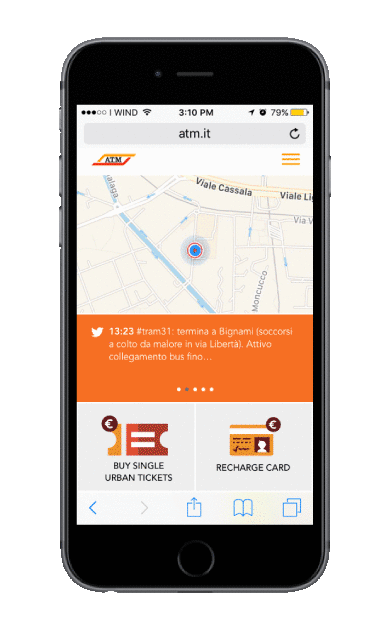 WIND
3:10 PM
79%
atm.it
ATM
Viale Cassala
Viale Lig
Via V
Moncucco
13:23 #tram31: termina a Bignami (soccorsi
a colto da malore in via Libertà). Attivo
collegamento bus fino...
€
€
BUY SINGLE
URBAN TICKETS
RECHARGE CARD